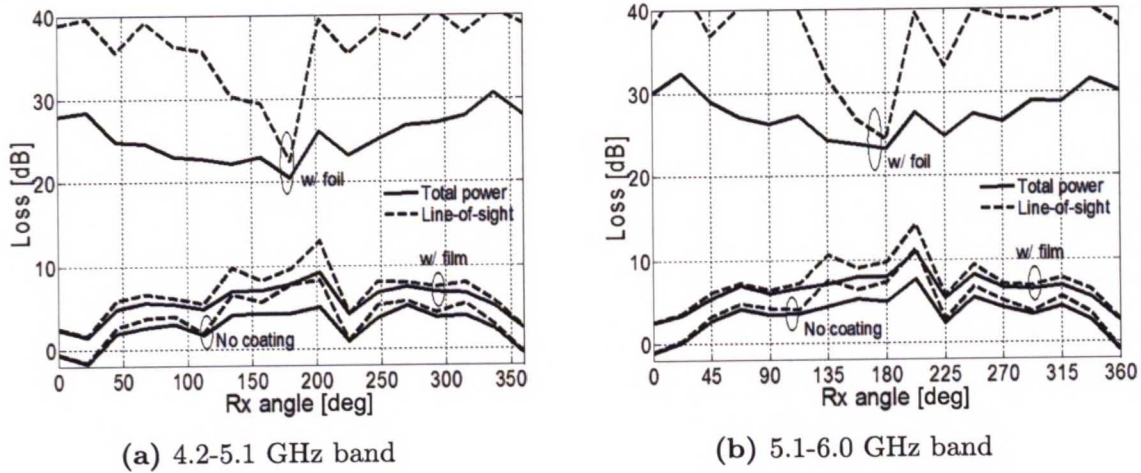 40
30
20
10
0
Loss [dB]
w/ foil
Total power
Line-of-sight
w/ film
No coating
0 50 100 150 200 250 300 350
Rx angle [deg]
(a) 4.2-5.1 GHz band
40
30
20
10
0
Loss [dB]
w/ foil
Total power
Line-of-sight
w/ film
No coating
0 45 90 135 180 225 270 315 360
Rx angle [deg]
(b) 5.1-6.0 GHz band